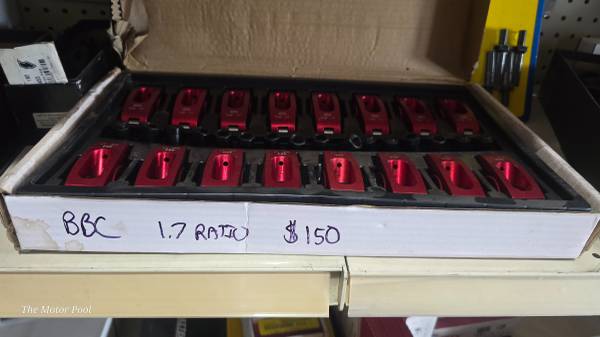 BBC 1.7 RATIO $150
The Motor Pool